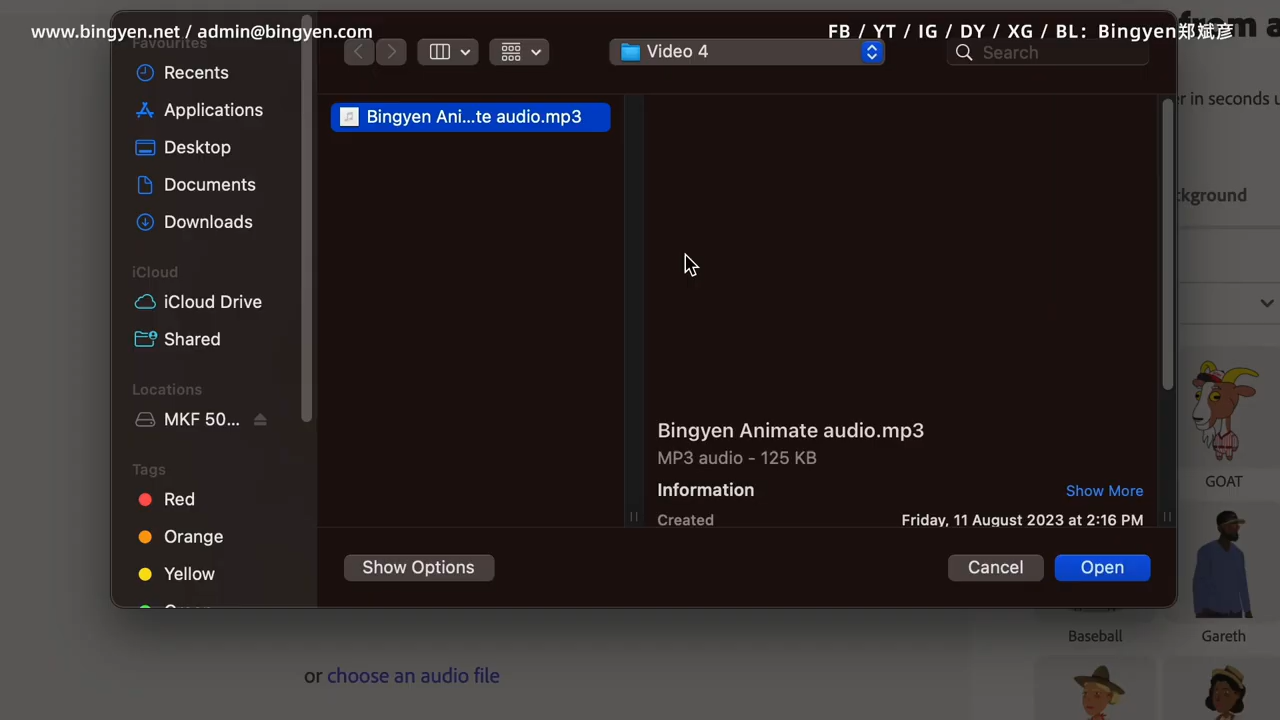 www.bingyen.net / admin@bingyen.com
FB / YT / IG / DY / XG / BL：Bingyen郑斌彦
from a
Favourites
Recents
Applications
Desktop
Documents
Downloads
iCloud
iCloud Drive
Shared
Locations
MKF 50...
Tags
Red
Orange
Yellow
Green
Video 4
Search
Bingyen Ani...te audio.mp3
Bingyen Animate audio.mp3
MP3 audio - 125 KB
Information
Show More
Created
Friday, 11 August 2023 at 2:16 PM
Show Options
Cancel
Open
or choose an audio file
r in seconds u
kground
GOAT
Baseball
Gareth